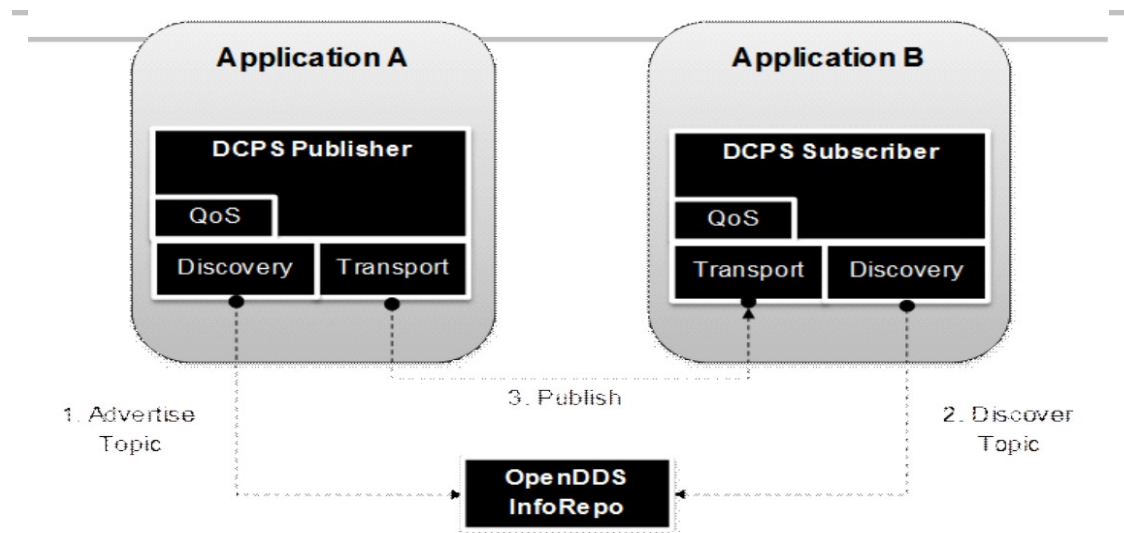 Application A
DCPS Publisher
QoS
Discovery
Transport
Application B
DCPS Subscriber
QoS
Transport
Discovery
1. Advertise
Topic
3. Publish
2. Discover
Topic
OpenDDS
InfoRepo